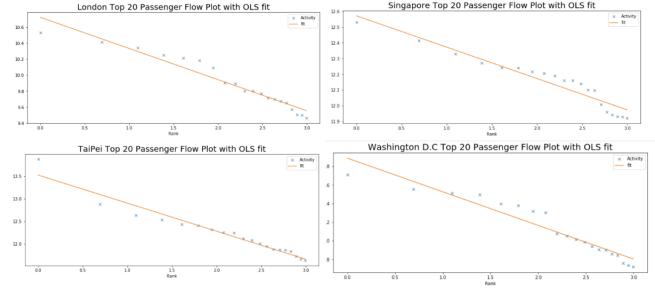 London Top 20 Passenger Flow Plot with OLS fit
Activity
fit
10.6
10.4
10.2
10.0
9.8
9.6
9.4
0.0 0.5 1.0 1.5 2.0 2.5 3.0
Rank
Singapore Top 20 Passenger Flow Plot with OLS fit
Activity
fit
12.6
12.5
12.4
12.3
12.2
12.1
12.0
11.9
0.0 0.5 1.0 1.5 2.0 2.5 3.0
Rank
TaiPei Top 20 Passenger Flow Plot with OLS fit
Activity
fit
13.5
13.0
12.5
12.0
0.0 0.5 1.0 1.5 2.0 2.5 3.0
Rank
Washington D.C Top 20 Passenger Flow Plot with OLS fit
Activity
fit
.8
.6
.4
.2
.0
.8
0.0 0.5 1.0 1.5 2.0 2.5 3.0
Rank